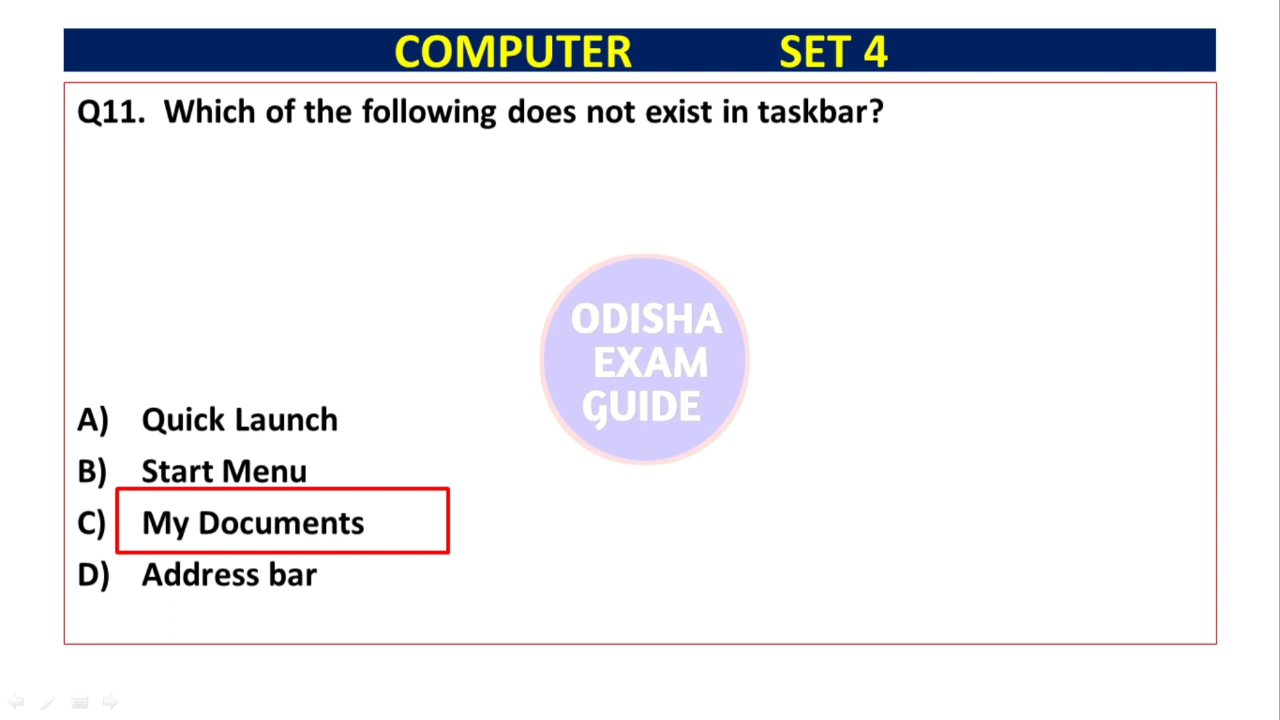 COMPUTER SET 4
Q11. Which of the following does not exist in taskbar?
ODISHA
EXAM
GUIDE
A) Quick Launch
B) Start Menu
C) My Documents
D) Address bar